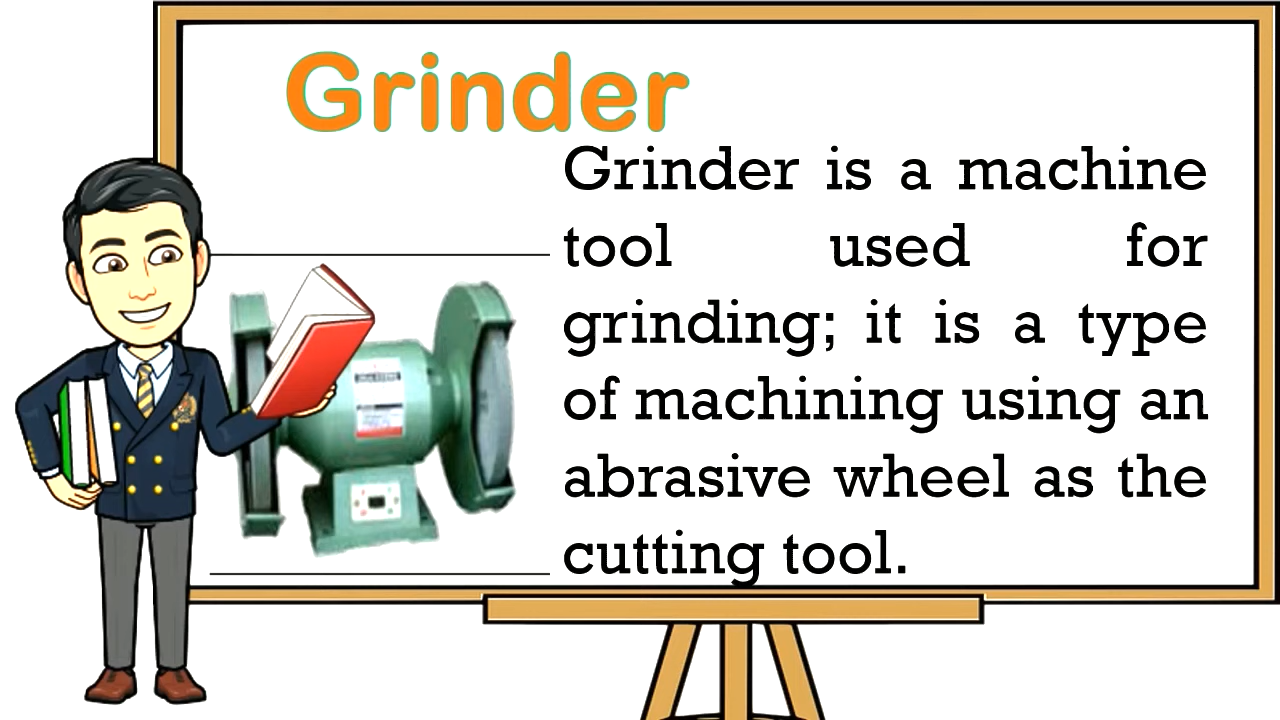 Grinder
Grinder is a machine
tool used for
grinding; it is a type
of machining using an
abrasive wheel as the
cutting tool.